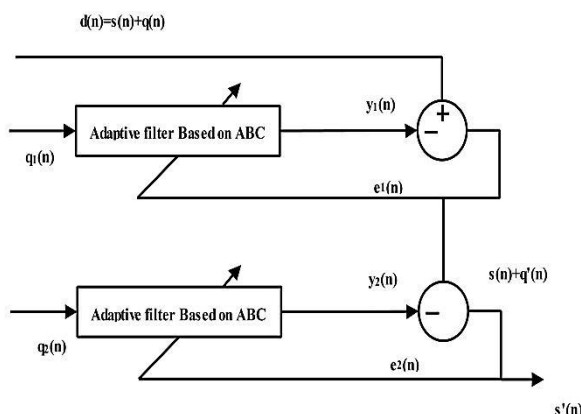 d(n)=s(n)+q(n)
y₁(n)
+
Adaptive filter Based on ABC
−
q₁(n)
e¹(n)
y₂(n)
s(n)+q'(n)
Adaptive filter Based on ABC
−
q₂(n)
e²(n)
s'(n)